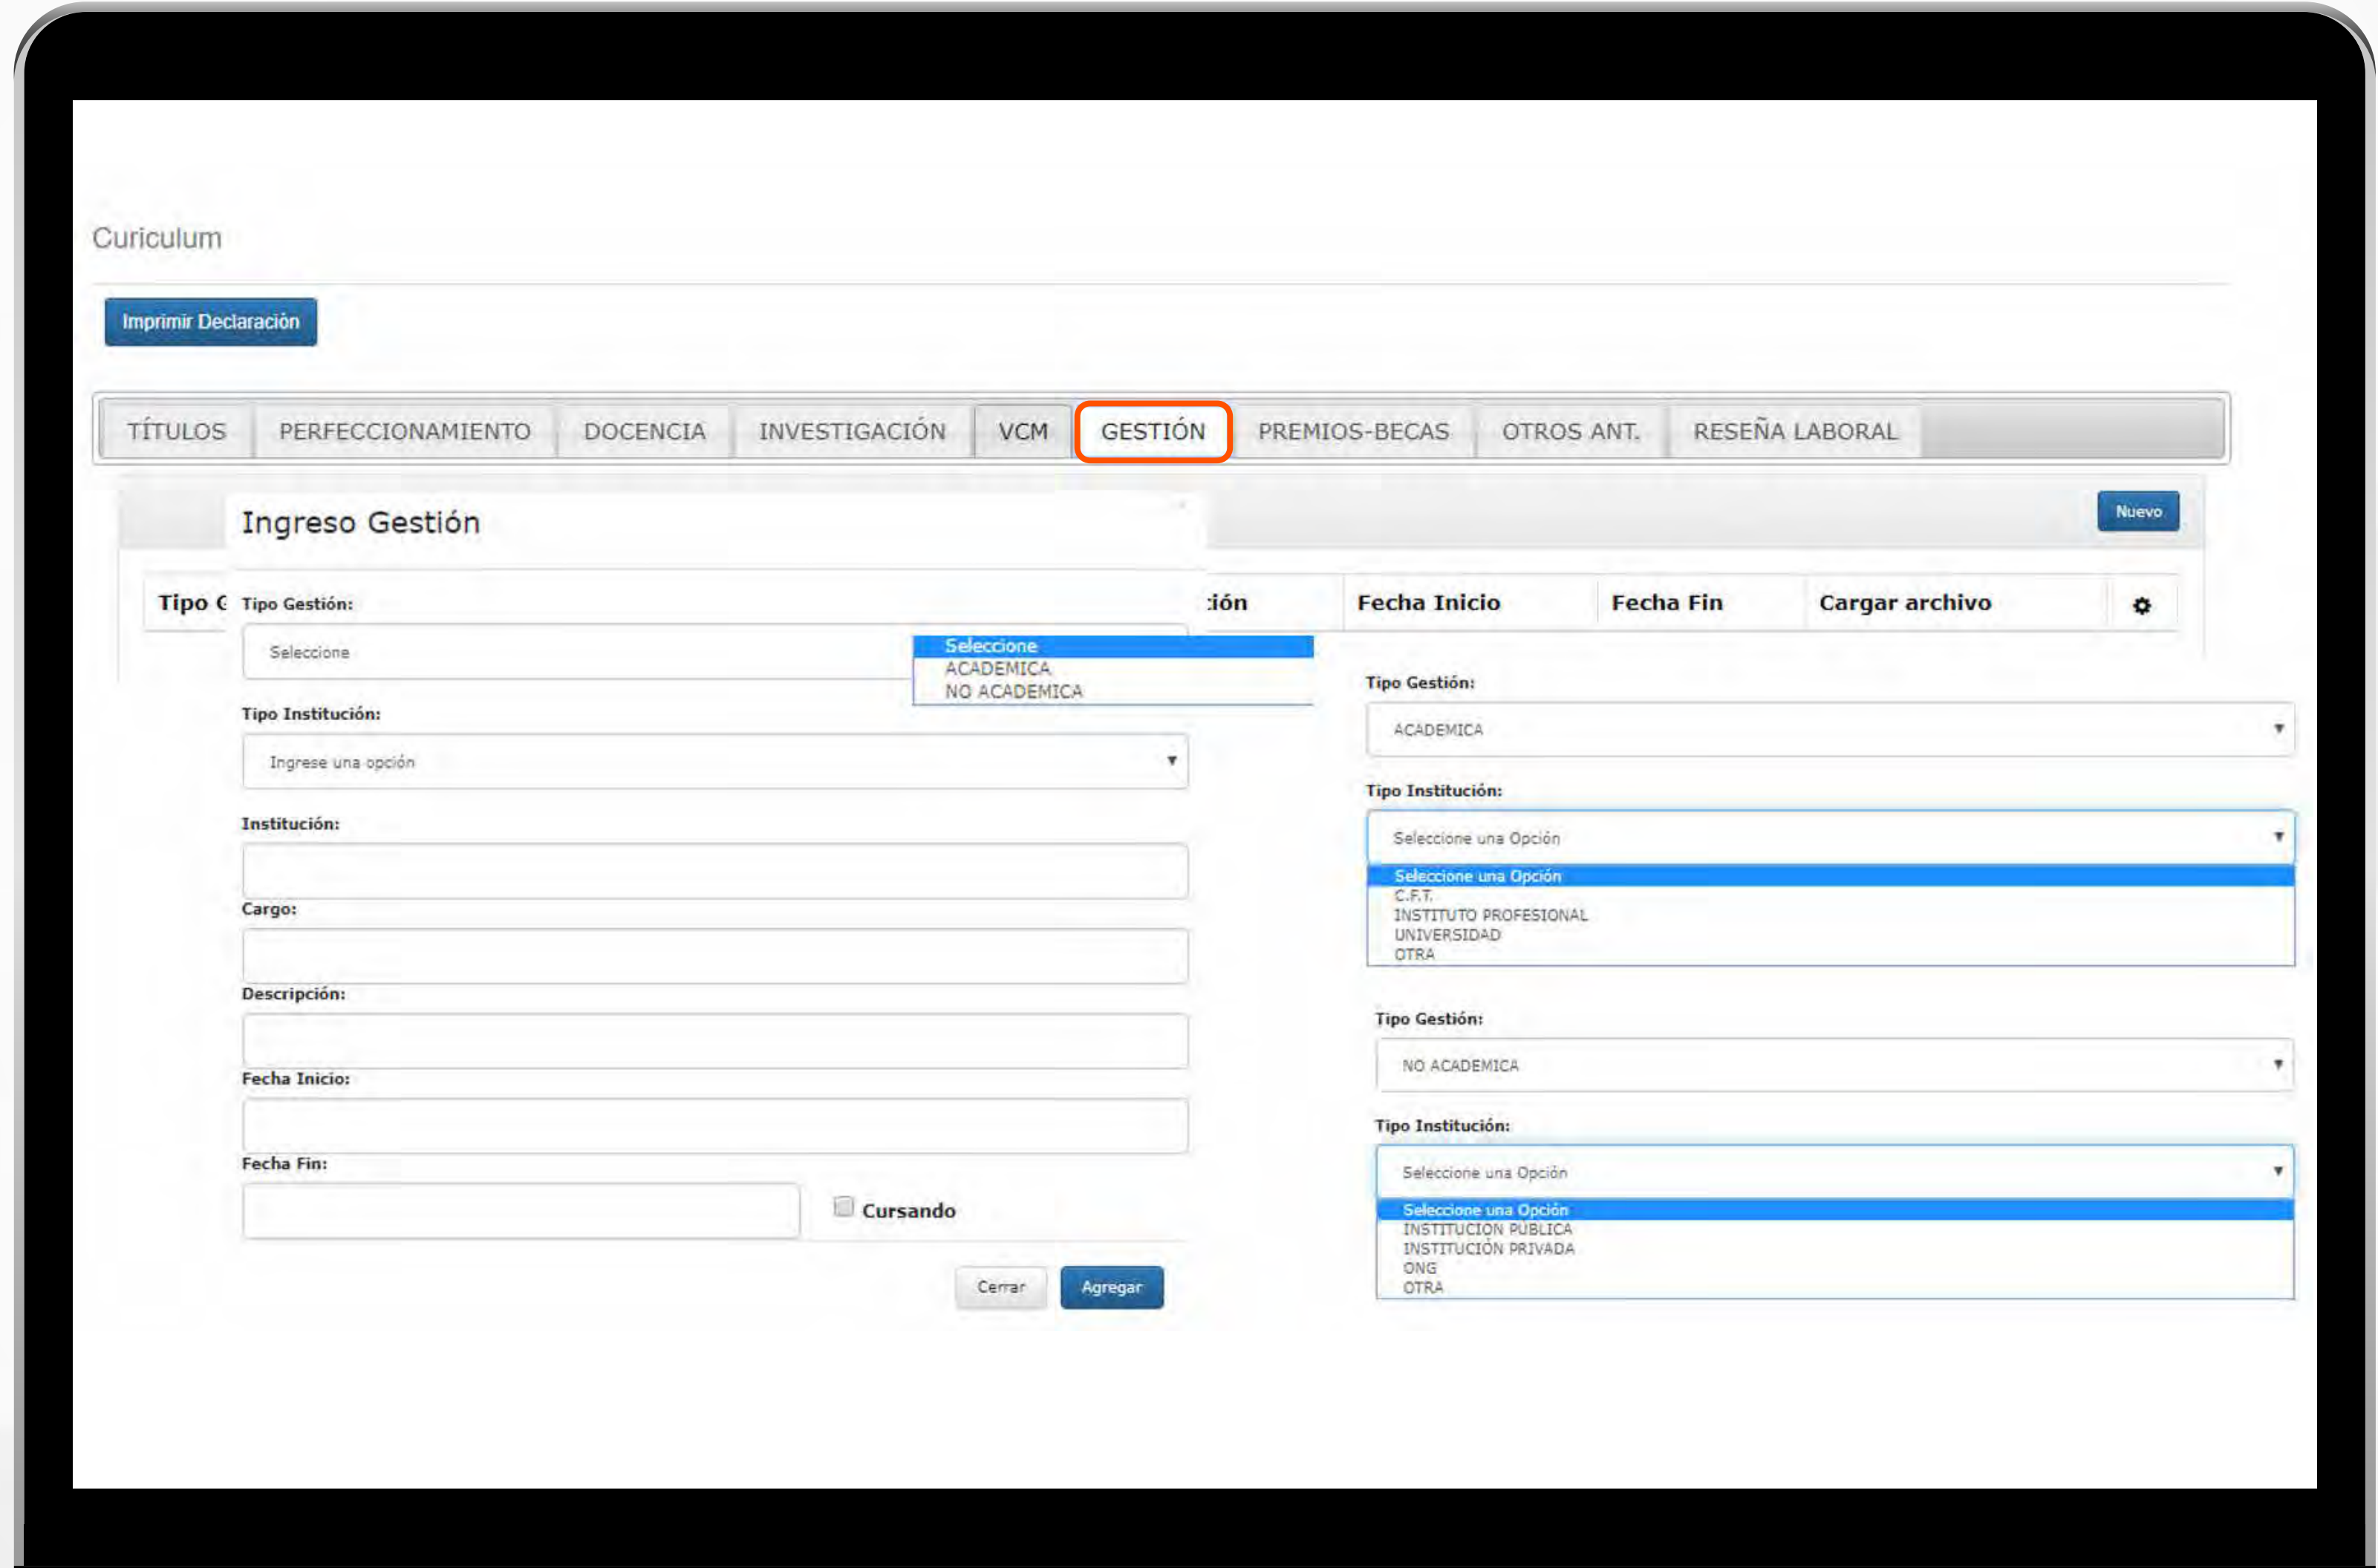 Curiculum
Imprimir Declaración
TÍTULOS PERFECCIONAMIENTO DOCENCIA INVESTIGACIÓN VCM GESTIÓN PREMIOS-BECAS OTROS ANT. RESEÑA LABORAL
Nuevo
Tipo G ción Fecha Inicio Fecha Fin Cargar archivo
Ingreso Gestión
Tipo Gestión:
Seleccione
Seleccione
ACADEMICA
NO ACADEMICA
Tipo Institución:
Ingrese una opción
Institución:
Cargo:
Descripción:
Fecha Inicio:
Fecha Fin:
Cursando
Cerrar Agregar
Tipo Gestión:
ACADEMICA
Tipo Institución:
Seleccione una Opción
Seleccione una Opción
C.F.T.
INSTITUTO PROFESIONAL
UNIVERSIDAD
OTRA
Tipo Gestión:
NO ACADEMICA
Tipo Institución:
Seleccione una Opción
Seleccione una Opción
INSTITUCIÓN PÚBLICA
INSTITUCIÓN PRIVADA
ONG
OTRA